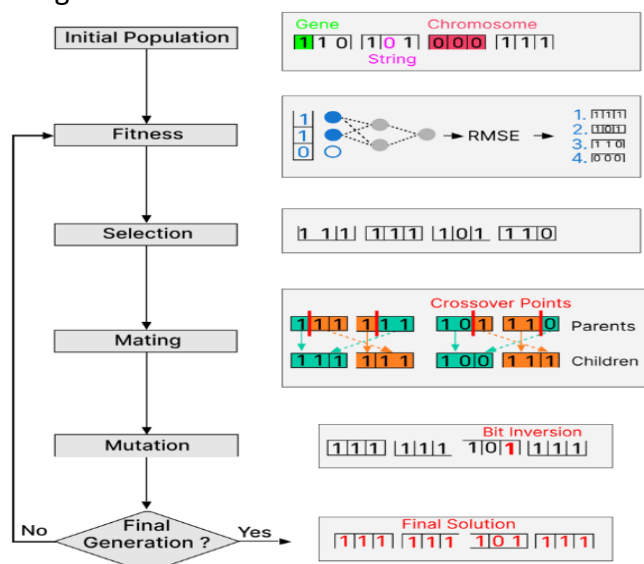 Initial Population
Gene
Chromosome
1 1 0 1 0 1 0 0 0 1 1 1
String
Fitness
1
1
0
RMSE
1. 1 1 1
2. 1 0 1
3. 1 1 0
4. 0 0 0
Selection
1 1 1 1 1 1 1 0 1 1 1 0
Mating
Crossover Points
1 1 1 1 1 1 1 0 1 1 1 0 Parents
1 1 1 1 1 1 1 0 0 1 1 1 Children
Mutation
Bit Inversion
1 1 1 1 1 1 1 0 1 1 1 1
No
Final
Generation ?
Yes
Final Solution
1 1 1 1 1 1 1 0 1 1 1 1